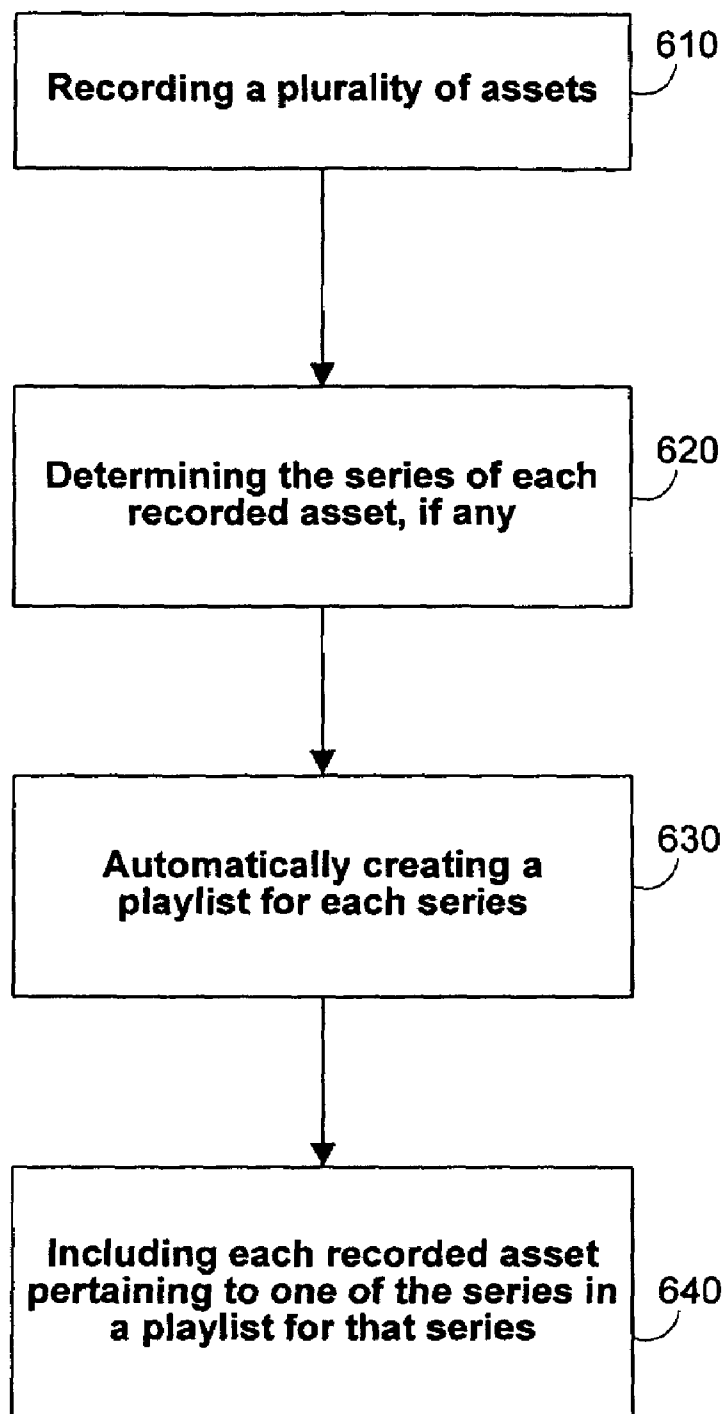 610
Recording a plurality of assets
620
Determining the series of each
recorded asset, if any
630
Automatically creating a
playlist for each series
Including each recorded asset
pertaining to one of the series in
a playlist for that series
640